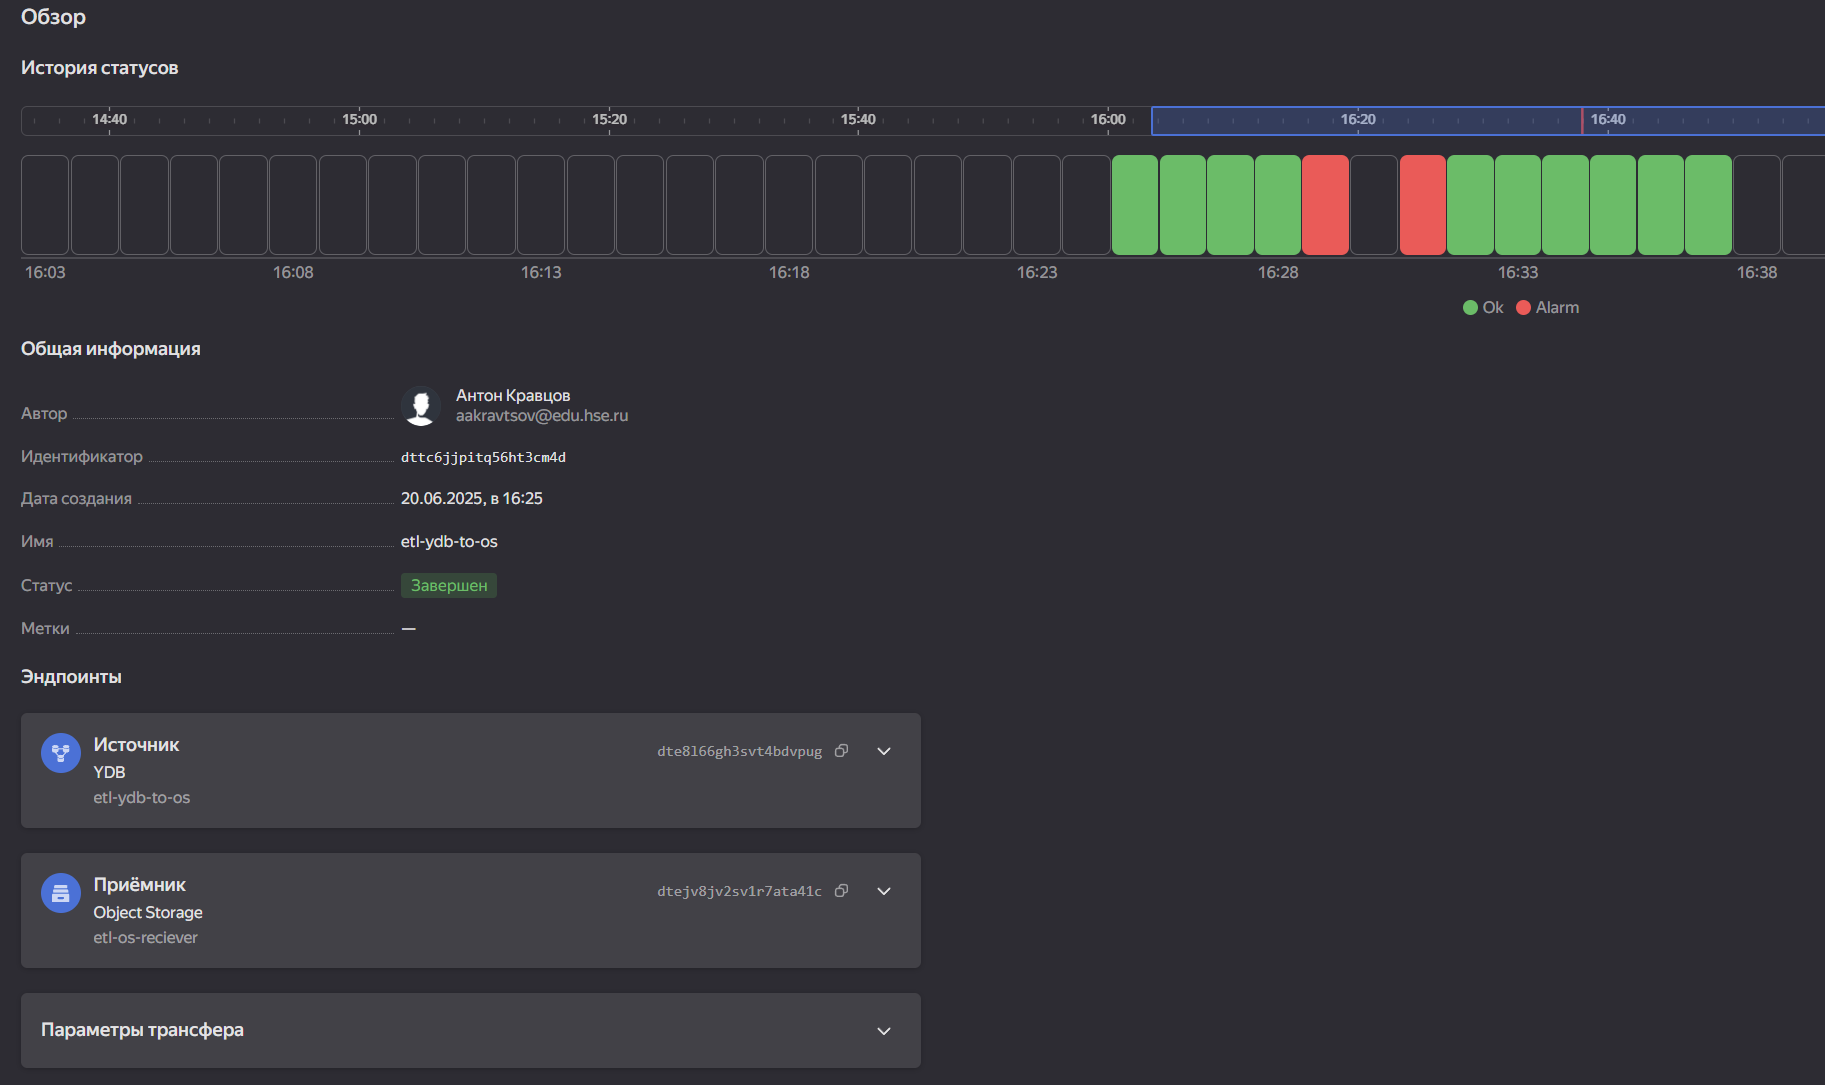 Обзор
История статусов
14:40 15:00 15:20 15:40 16:00 16:20 16:40
16:03 16:08 16:13 16:18 16:23 16:28 16:33 16:38
Ok Alarm
Общая информация
Автор Антон Кравцов
aakravtsov@edu.hse.ru
Идентификатор dttc6jjpitq56ht3cm4d
Дата создания 20.06.2025, в 16:25
Имя etl-ydb-to-os
Статус Завершен
Метки —
Эндпоинты
Источник
YDB
etl-ydb-to-os
dte8l66gh3svt4bdvpug
Приёмник
Object Storage
etl-os-reciever
dtejv8jv2sv1r7ata41c
Параметры трансфера